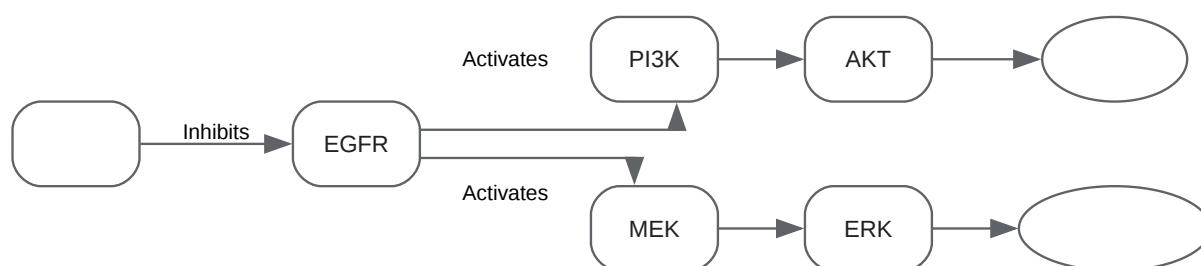 Activates
PI3K
AKT
Inhibits
EGFR
Activates
MEK
ERK